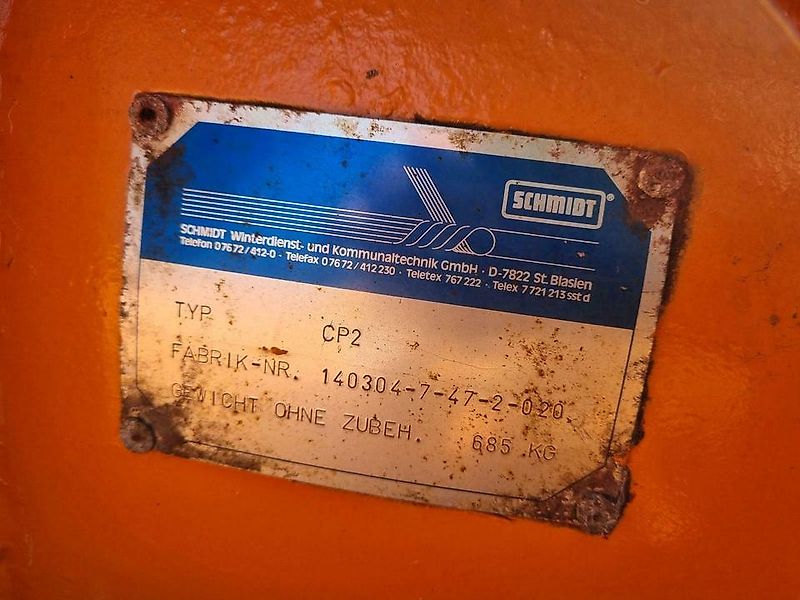 SCHMIDT®
SCHMIDT Winterdienst- und Kommunaltechnik GmbH · D-7822 St. Blasien
Telefon 07672/412-0 · Telefax 07672/412230 · Teletex 767222 · Telex 7721213 sst d
TYP CP2
FABRIK-NR. 140304-7-47-2-020
GEWICHT OHNE ZUBEH. 685 KG